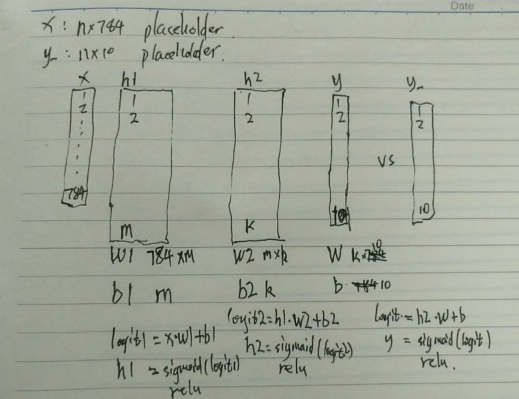 Date
x : n×784 placeholder.
y_ : n×10 placeholder.
x h1 h2 y y_
1 1 1 1 1
2 2 2 2 2
vs
784 m k 10 10
W1 784×m W2 m×k W k×10
b1 m b2 k b 10
logit1 = x·W1+b1 logit2=h1·W2+b2 logit = h2·W+b
h1 = sigmoid(logit1) h2=sigmoid(logit2) y = sigmoid(logit)
relu relu relu.